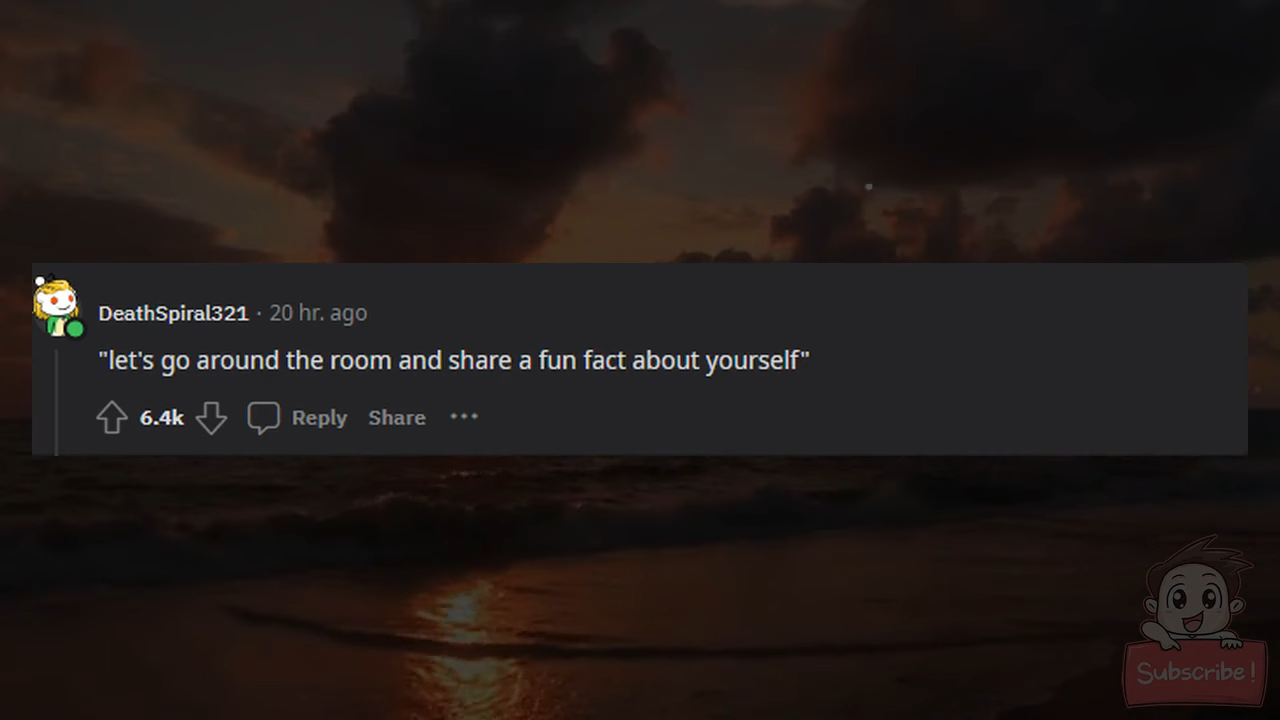 DeathSpiral321 · 20 hr. ago
"let's go around the room and share a fun fact about yourself"
6.4k Reply Share ···
Subscribe!